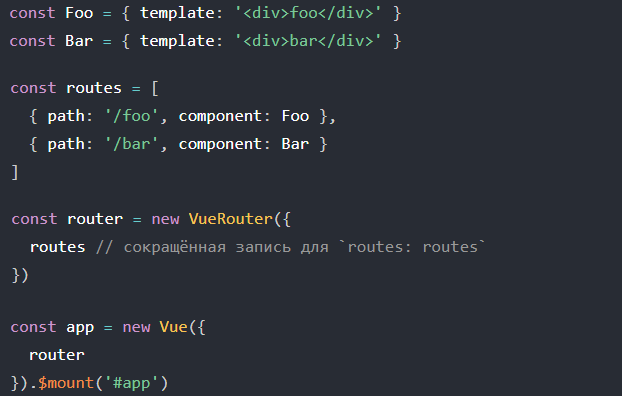 const Foo = { template: '<div>foo</div>' }
const Bar = { template: '<div>bar</div>' }
const routes = [
  { path: '/foo', component: Foo },
  { path: '/bar', component: Bar }
]
const router = new VueRouter({
  routes // сокращённая запись для `routes: routes`
})
const app = new Vue({
  router
}).$mount('#app')